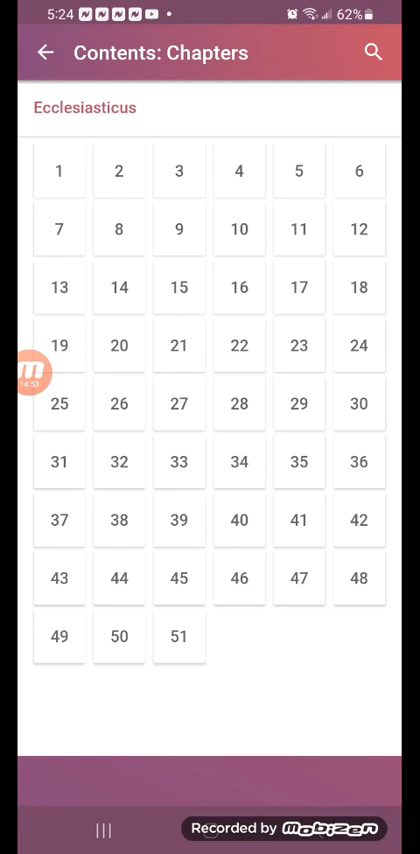 5:24 62%
Contents: Chapters
Ecclesiasticus
1 2 3 4 5 6
7 8 9 10 11 12
13 14 15 16 17 18
19 20 21 22 23 24
14:53
25 26 27 28 29 30
31 32 33 34 35 36
37 38 39 40 41 42
43 44 45 46 47 48
49 50 51
Recorded by mobizen